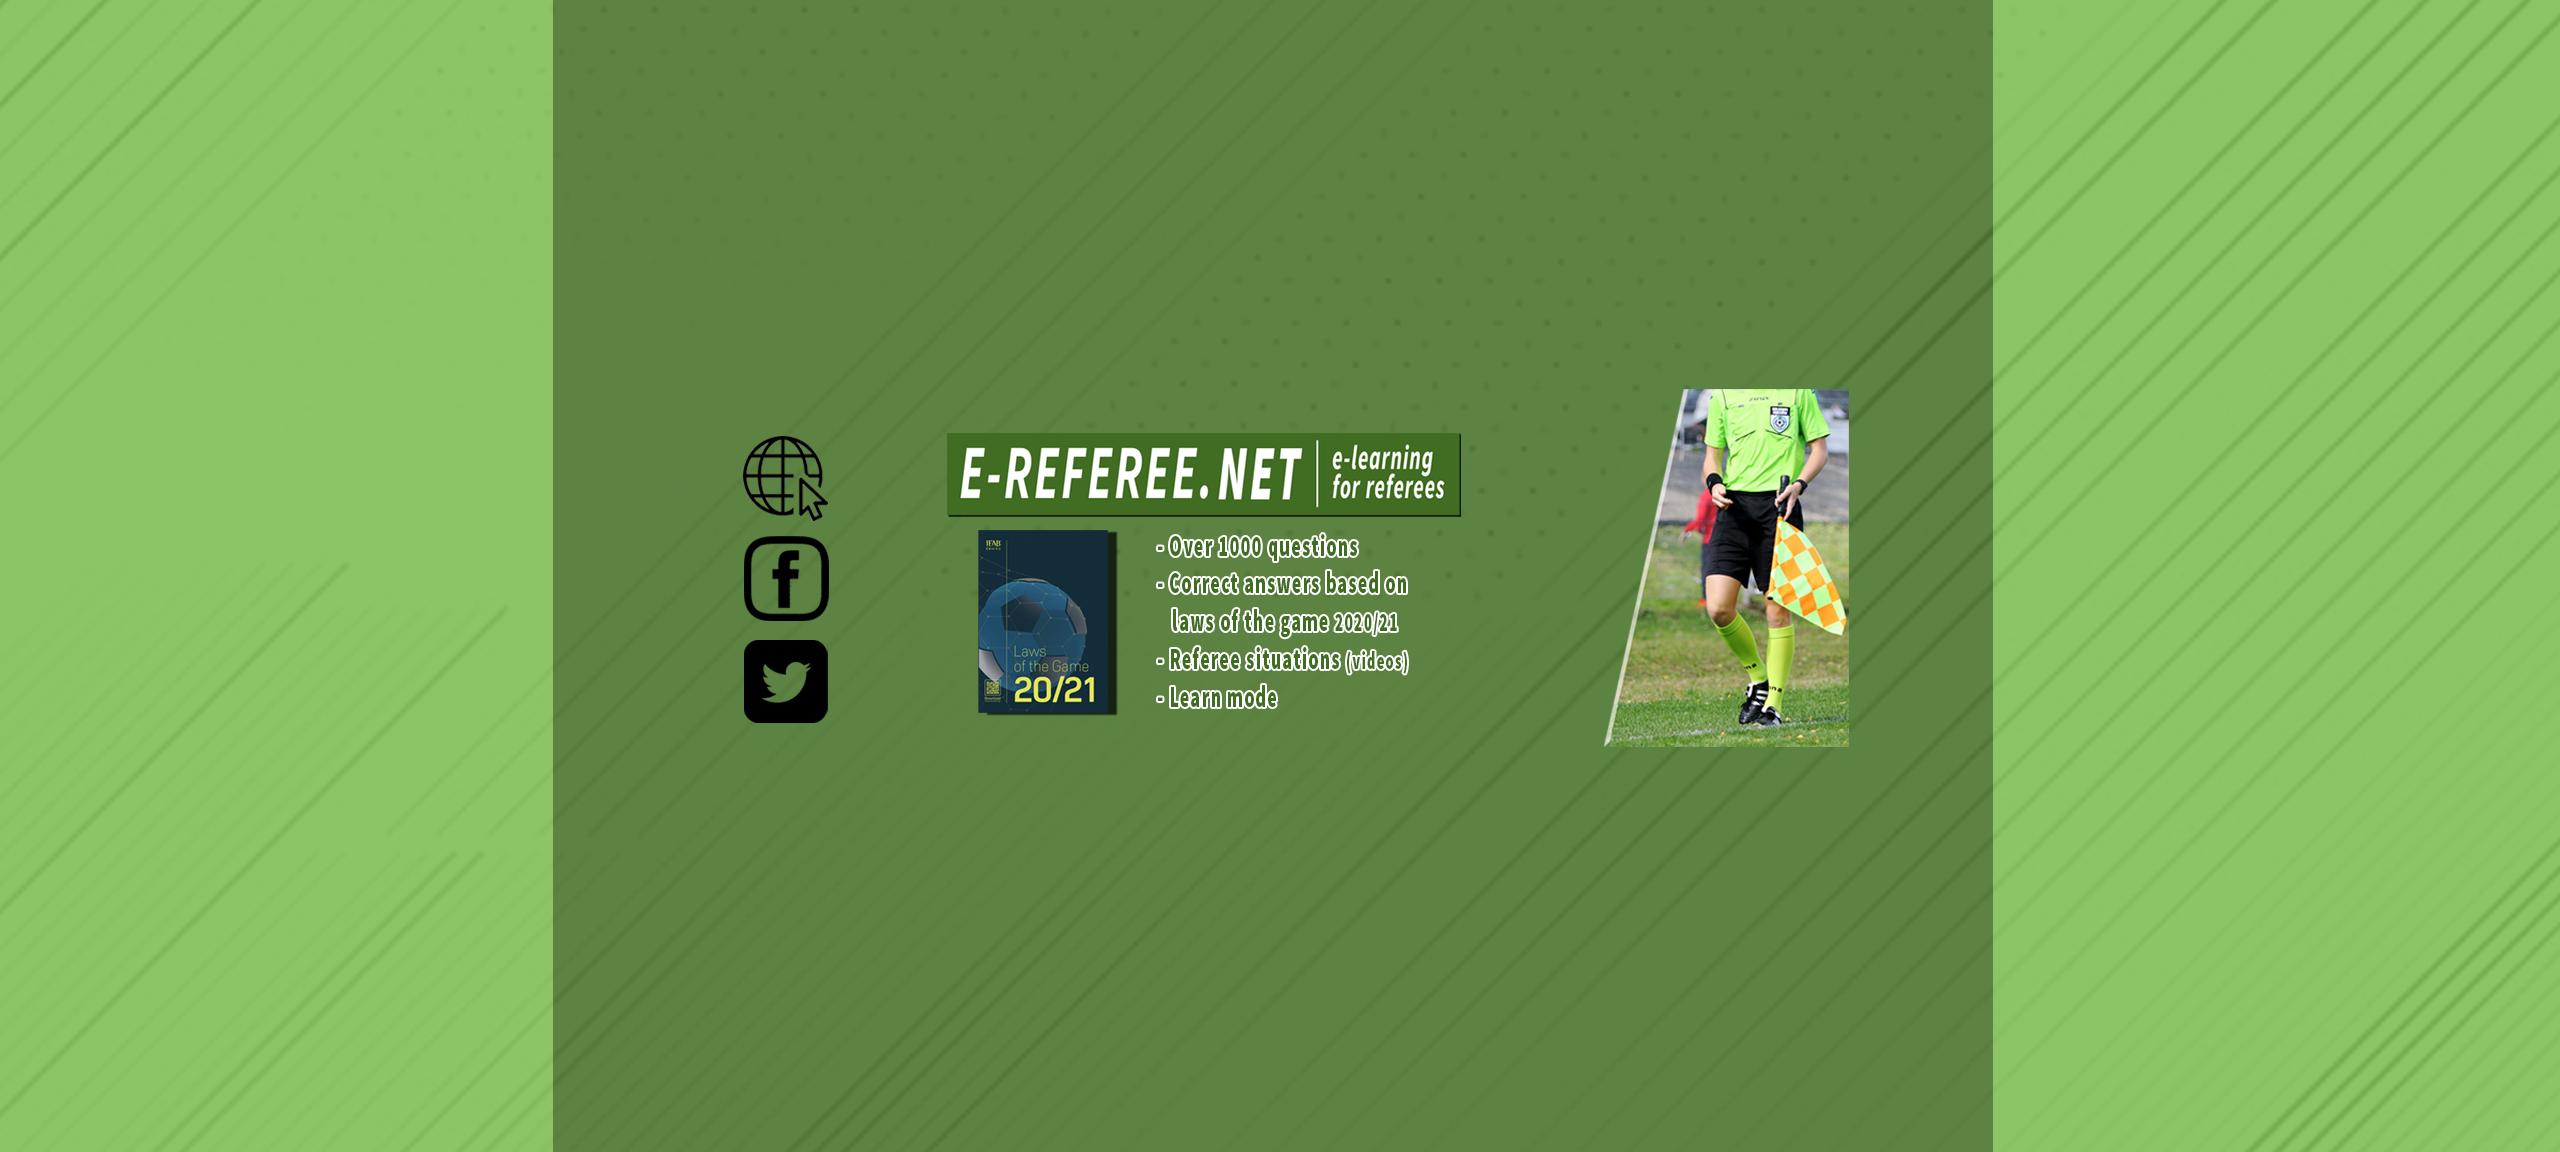 E-REFEREE.NET
e-learning
for referees
IFAB
Laws
of the Game
20/21
- Over 1000 questions
- Correct answers based on
laws of the game 2020/21
- Referee situations (videos)
- Learn mode